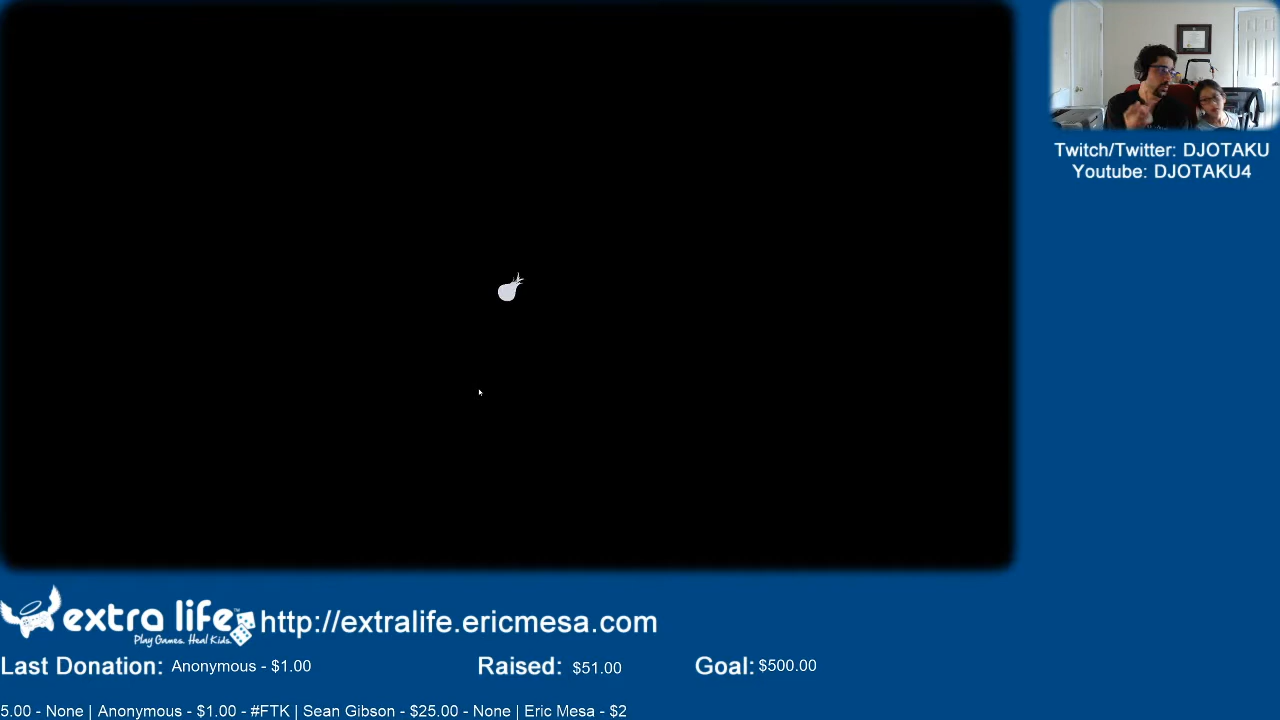 Twitch/Twitter: DJOTAKU
Youtube: DJOTAKU4
extra life™
Play Games. Heal Kids.
http://extralife.ericmesa.com
Last Donation: Anonymous - $1.00
Raised: $51.00
Goal: $500.00
5.00 - None | Anonymous - $1.00 - #FTK | Sean Gibson - $25.00 - None | Eric Mesa - $2